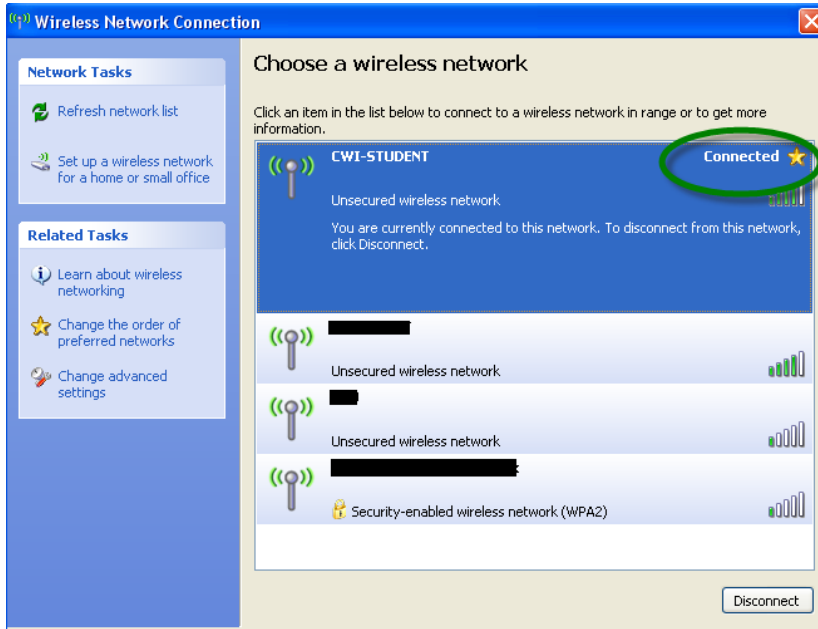 Wireless Network Connection
Network Tasks
Refresh network list
Set up a wireless network
for a home or small office
Related Tasks
Learn about wireless
networking
Change the order of
preferred networks
Change advanced
settings
Choose a wireless network
Click an item in the list below to connect to a wireless network in range or to get more
information.
CWI-STUDENT Connected
Unsecured wireless network
You are currently connected to this network. To disconnect from this network,
click Disconnect.
Unsecured wireless network
Unsecured wireless network
Security-enabled wireless network (WPA2)
Disconnect